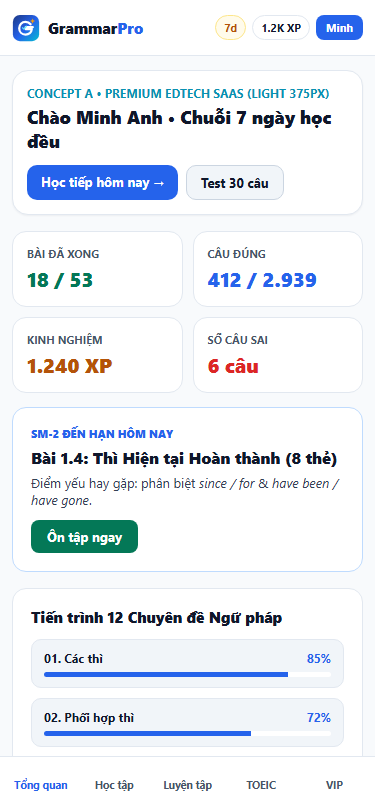 GrammarPro
7d
1.2K XP
Minh
CONCEPT A • PREMIUM EDTECH SAAS (LIGHT 375PX)
Chào Minh Anh • Chuỗi 7 ngày học
đều
Học tiếp hôm nay →
Test 30 câu
BÀI ĐÃ XONG
18 / 53
CÂU ĐÚNG
412 / 2.939
KINH NGHIỆM
1.240 XP
SỔ CÂU SAI
6 câu
SM-2 ĐẾN HẠN HÔM NAY
Bài 1.4: Thì Hiện tại Hoàn thành (8 thẻ)
Điểm yếu hay gặp: phân biệt since / for & have been /
have gone.
Ôn tập ngay
Tiến trình 12 Chuyên đề Ngữ pháp
01. Các thì
85%
02. Phối hợp thì
72%
Tổng quan
Học tập
Luyện tập
TOEIC
VIP